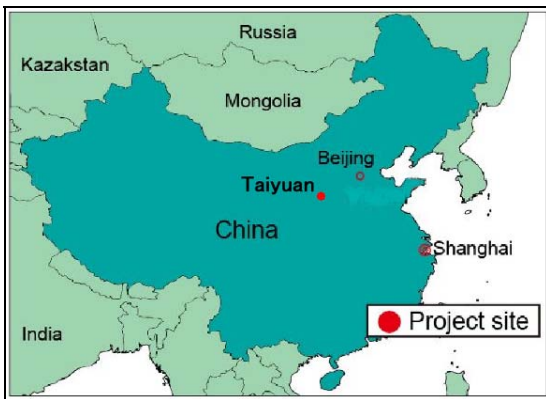 Russia
Kazakstan
Mongolia
Beijing
Taiyuan
China
Shanghai
India
Project site